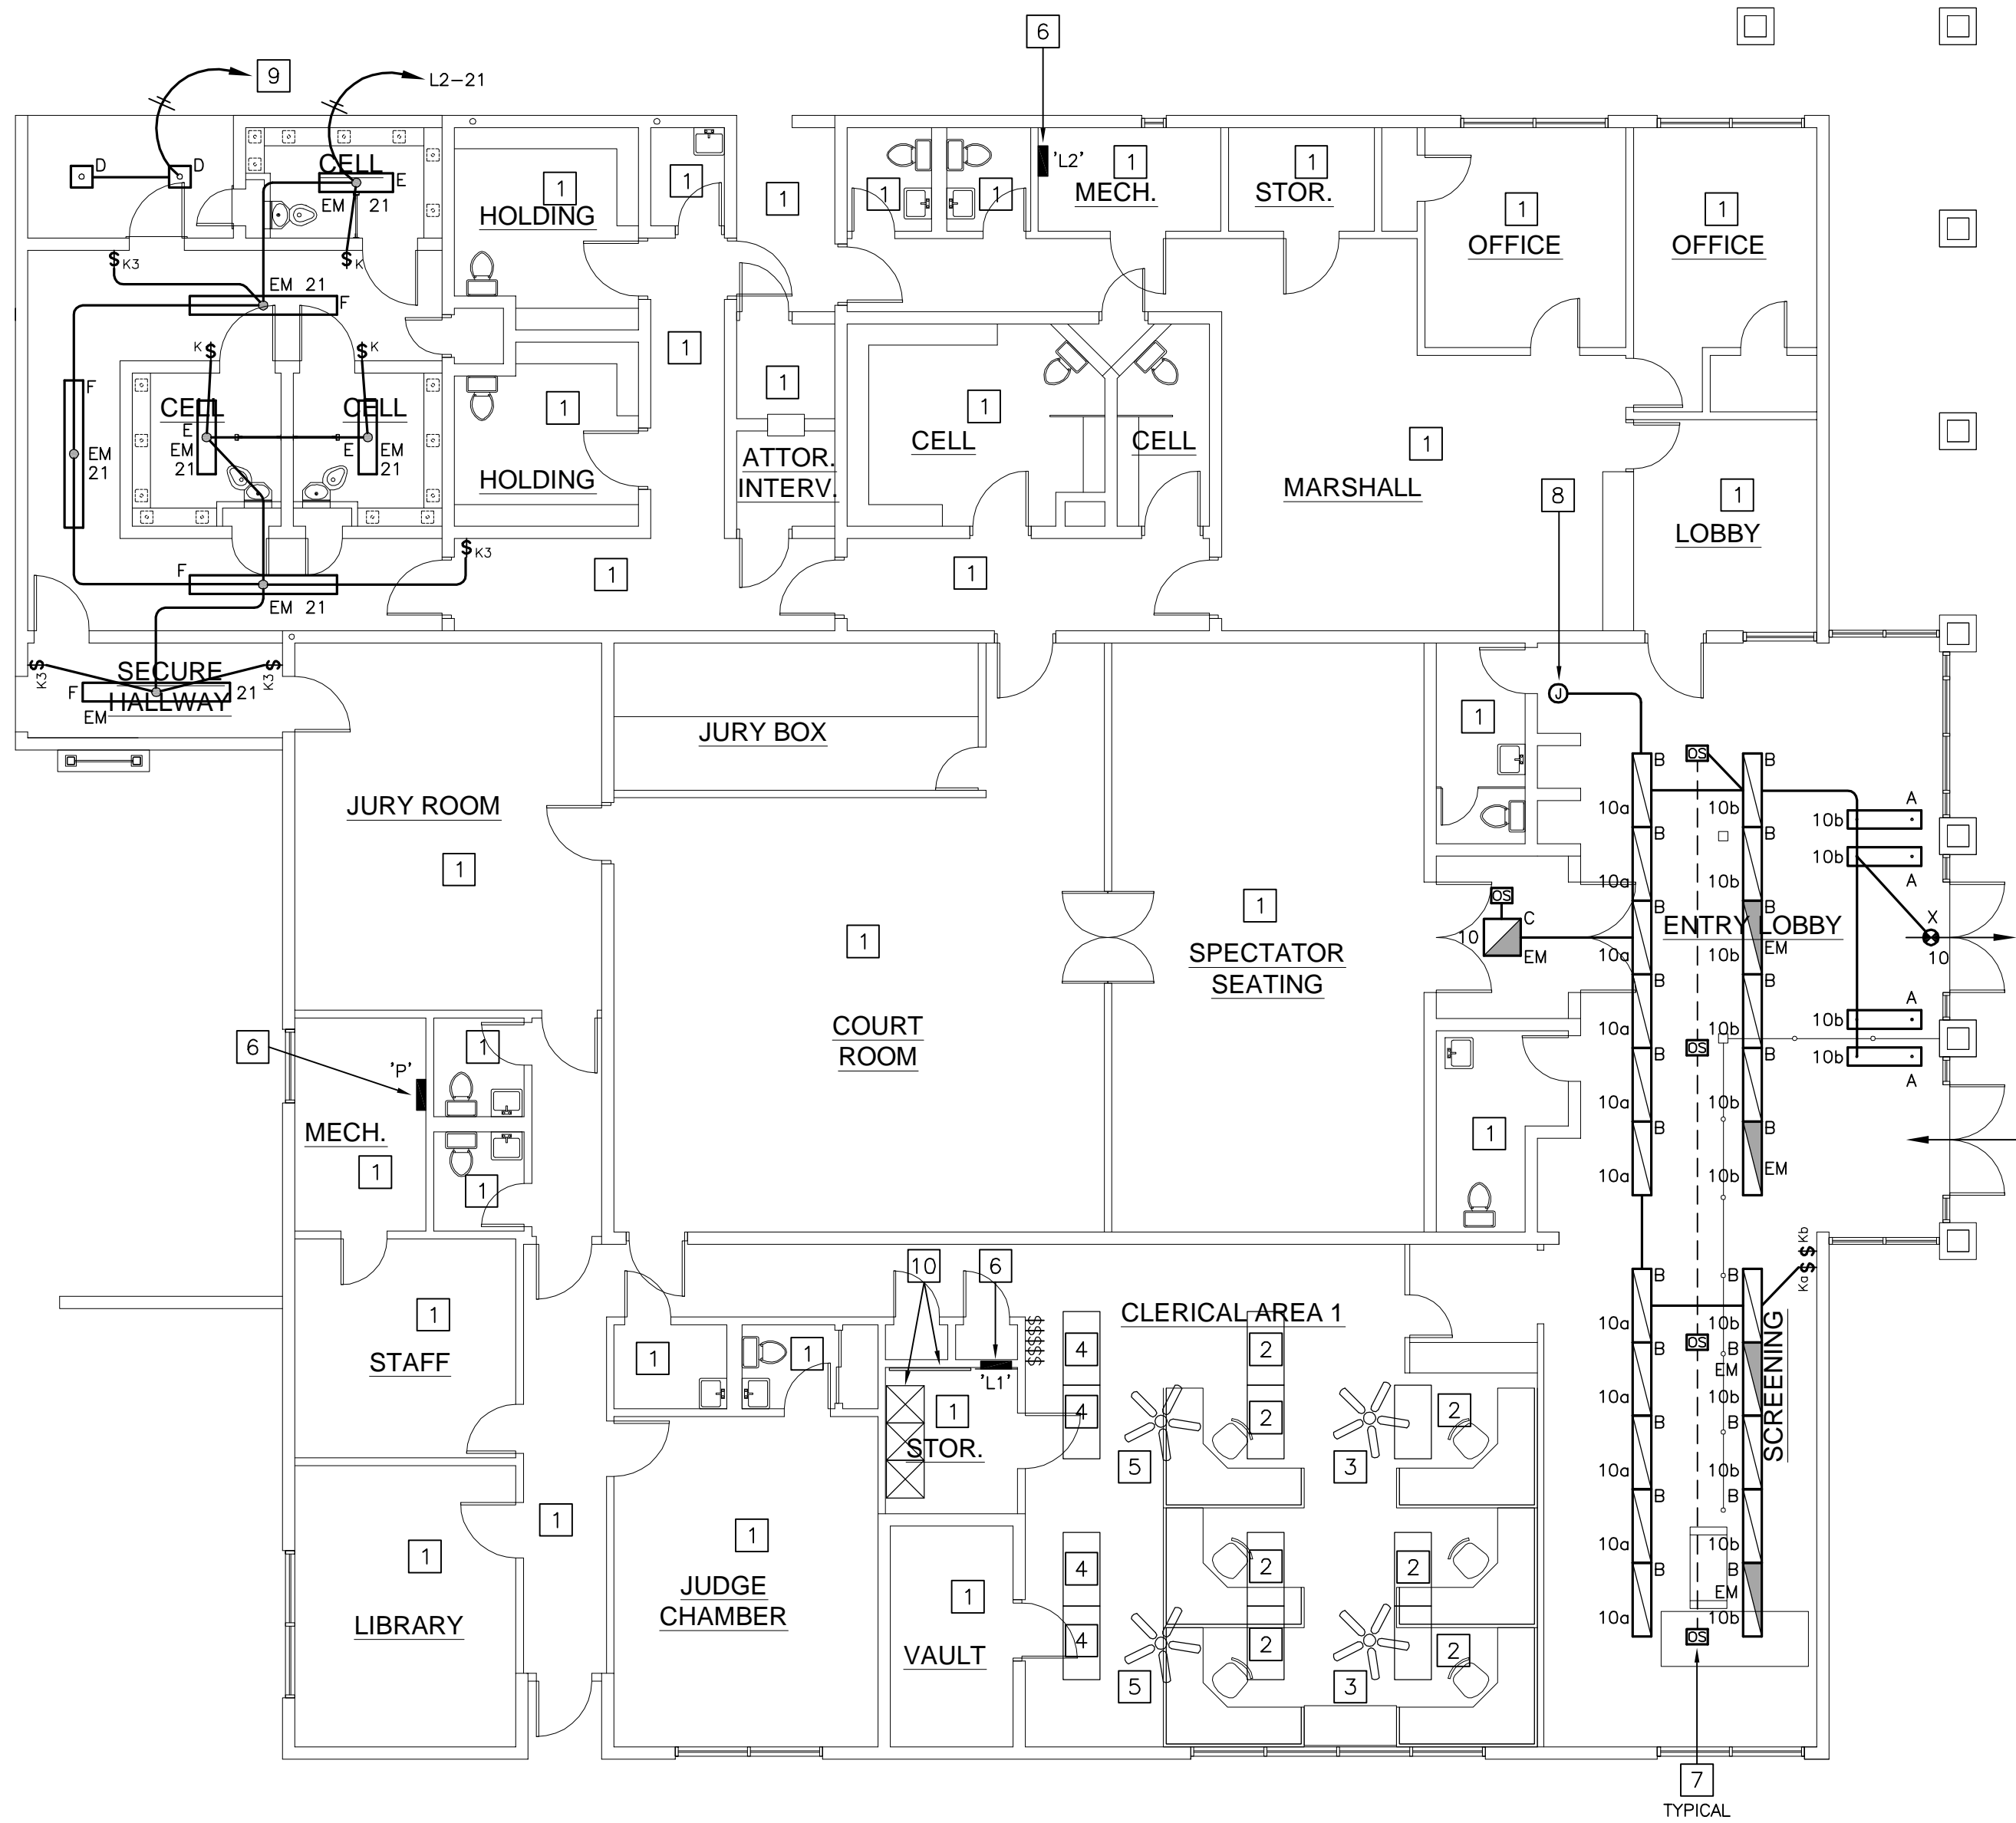 6
9
L2-21
D
D
CELL
E
EM
21
1
HOLDING
1
1
1
1
'L2'
1
MECH.
1
STOR.
1
OFFICE
1
OFFICE
$K3
$K
EM 21
F
K$
$K
F
CELL
CELL
E
EM
21
E
EM
21
EM
21
1
1
HOLDING
1
ATTOR.
INTERV.
1
CELL
CELL
1
MARSHALL
8
1
LOBBY
$K3
F
EM 21
1
1
K3$
SECURE
HALLWAY
K3$
F
21
EM
J
JURY BOX
1
JURY ROOM
1
1
COURT
ROOM
1
SPECTATOR
SEATING
OS
C
10
EM
B
OS
B
10a
10b
A
10b
B
B
10b
A
10a
10b
B
B
ENTRY LOBBY
X
10
10a
10b
EM
B
B
10a
10b
A
10b
OS
B
B
10b
A
10a
10b
B
B
10a
10b
EM
6
'P'
1
MECH.
1
1
1
Ka$
$Kb
B
B
10a
10b
OS
B
B
EM
10a
10b
B
B
10a
10b
B
B
10a
10b
B
B
EM
10a
10b
OS
SCREENING
1
STAFF
1
1
10
6
$$$$
'L1'
1
STOR.
CLERICAL AREA 1
4
2
4
2
2
5
3
1
LIBRARY
1
1
JUDGE
CHAMBER
1
VAULT
4
2
2
4
2
2
5
3
7
TYPICAL